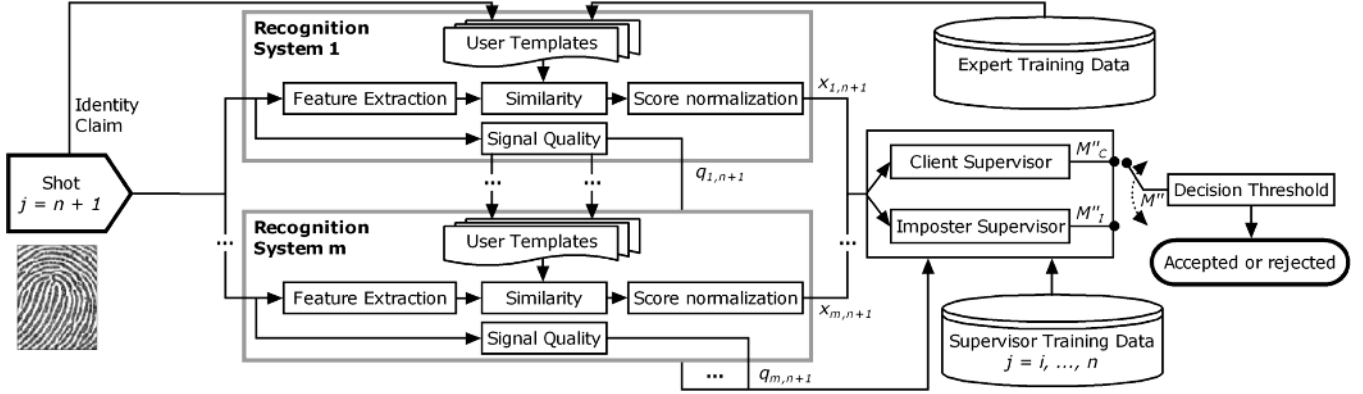 Identity
Claim
Shot
j = n + 1
Recognition
System 1
User Templates
Feature Extraction
Similarity
Score normalization
x1,n+1
Signal Quality
q1,n+1
...
...
...
...
Recognition
System m
User Templates
Feature Extraction
Similarity
Score normalization
xm,n+1
Signal Quality
...
qm,n+1
Expert Training Data
Client Supervisor
M"C
Imposter Supervisor
M"I
M"
Decision Threshold
Accepted or rejected
Supervisor Training Data
j = i, ..., n